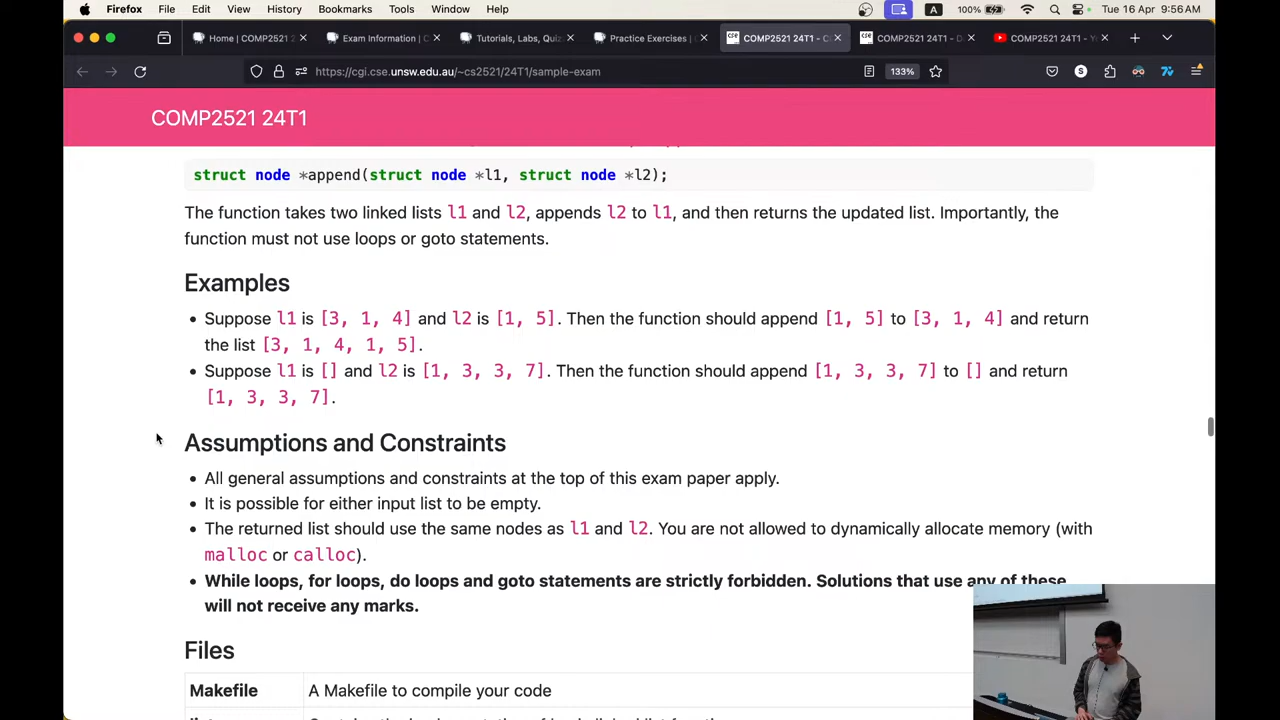 Firefox File Edit View History Bookmarks Tools Window Help A 100% Tue 16 Apr 9:56 AM
Home | COMP2521 2 Exam Information | C Tutorials, Labs, Quiz Practice Exercises | COMP2521 24T1 - C COMP2521 24T1 - D COMP2521 24T1 - Y
https://cgi.cse.unsw.edu.au/~cs2521/24T1/sample-exam 133% S
COMP2521 24T1
struct node *append(struct node *l1, struct node *l2);
The function takes two linked lists l1 and l2, appends l2 to l1, and then returns the updated list. Importantly, the
function must not use loops or goto statements.
Examples
• Suppose l1 is [3, 1, 4] and l2 is [1, 5]. Then the function should append [1, 5] to [3, 1, 4] and return
the list [3, 1, 4, 1, 5].
• Suppose l1 is [] and l2 is [1, 3, 3, 7]. Then the function should append [1, 3, 3, 7] to [] and return
[1, 3, 3, 7].
Assumptions and Constraints
• All general assumptions and constraints at the top of this exam paper apply.
• It is possible for either input list to be empty.
• The returned list should use the same nodes as l1 and l2. You are not allowed to dynamically allocate memory (with
malloc or calloc).
• While loops, for loops, do loops and goto statements are strictly forbidden. Solutions that use any of these
will not receive any marks.
Files
Makefile A Makefile to compile your code